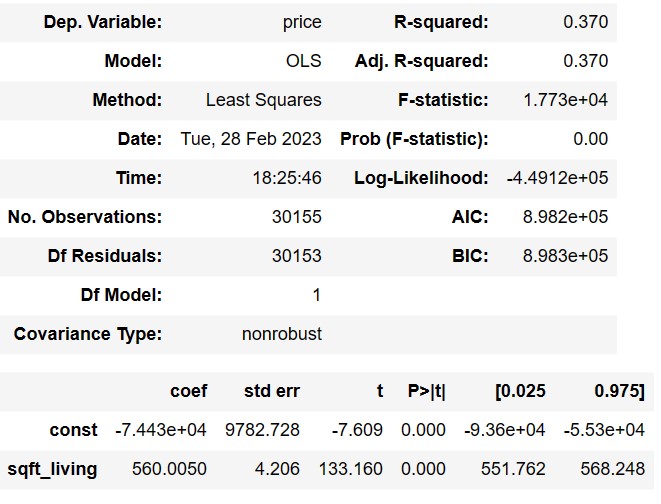 Dep. Variable: price R-squared: 0.370
Model: OLS Adj. R-squared: 0.370
Method: Least Squares F-statistic: 1.773e+04
Date: Tue, 28 Feb 2023 Prob (F-statistic): 0.00
Time: 18:25:46 Log-Likelihood: -4.4912e+05
No. Observations: 30155 AIC: 8.982e+05
Df Residuals: 30153 BIC: 8.983e+05
Df Model: 1
Covariance Type: nonrobust
coef std err t P>|t| [0.025 0.975]
const -7.443e+04 9782.728 -7.609 0.000 -9.36e+04 -5.53e+04
sqft_living 560.0050 4.206 133.160 0.000 551.762 568.248